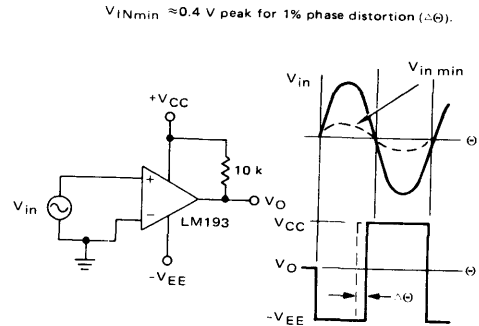 VINmin ≈0.4 V peak for 1% phase distortion (ΔΘ).
Vin
Vin min
Θ
+VCC
10 k
+
−
LM193
VO
Vin
−VEE
VCC
VO
Θ
ΔΘ
−VEE